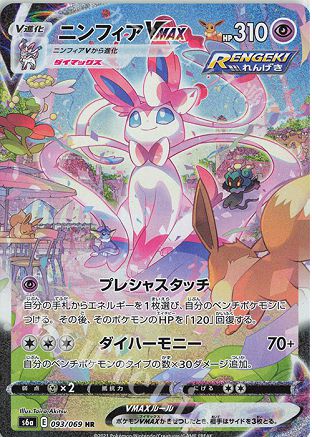 V進化
ニンフィアVMAX
HP310
ニンフィアVから進化
ダイマックス
RENGEKI
れんげき
プレシャスタッチ
自分の手札からエネルギーを1枚選び、自分のベンチポケモン
につける。その後、そのポケモンのHPを「120」回復する。
ダイハーモニー 70+
自分のベンチポケモンのタイプの数×30ダメージ追加。
弱点 ×2 抵抗力 にげる
Illus.Taira Akitsu
VMAXルール
s6a E 093/069 HR
ポケモンVMAXがきぜつしたとき、相手はサイドを3枚とる。